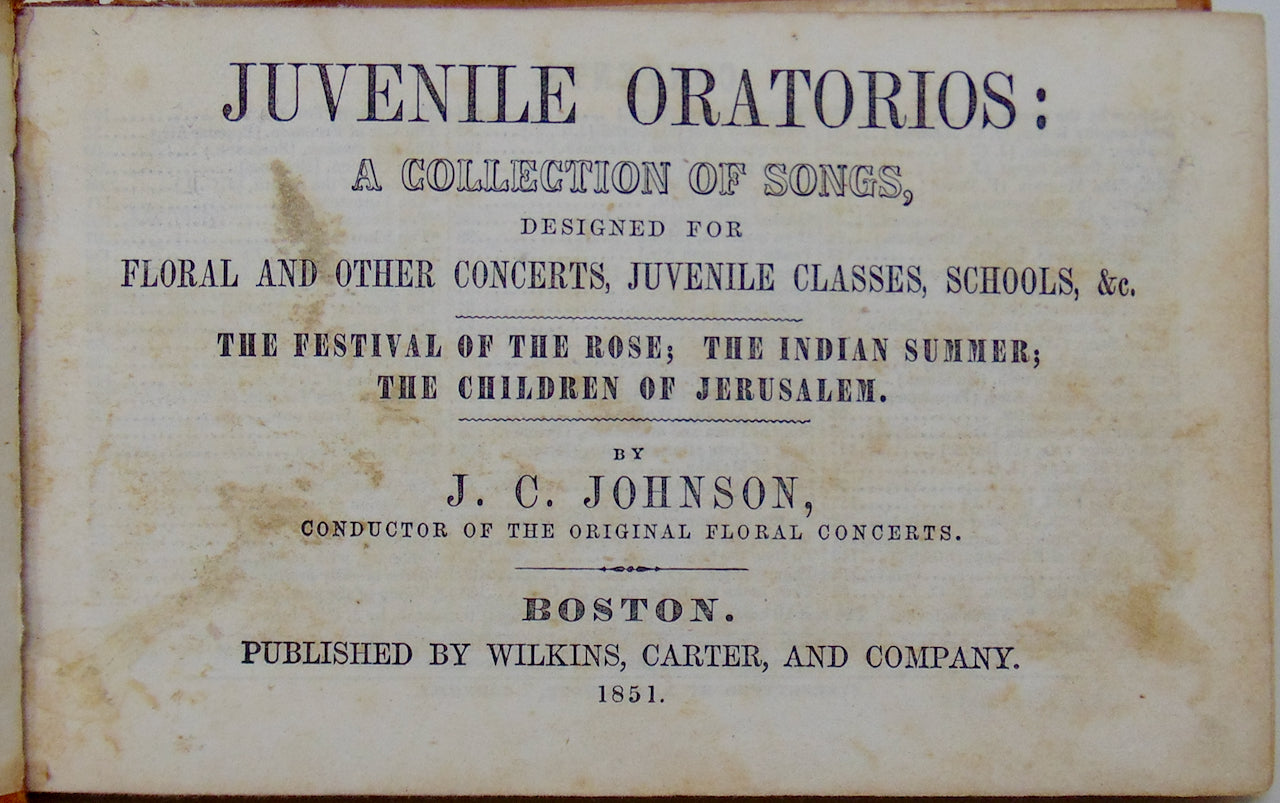 JUVENILE ORATORIOS:
A COLLECTION OF SONGS,
DESIGNED FOR
FLORAL AND OTHER CONCERTS, JUVENILE CLASSES, SCHOOLS, &c.
THE FESTIVAL OF THE ROSE; THE INDIAN SUMMER;
THE CHILDREN OF JERUSALEM.
BY
J. C. JOHNSON,
CONDUCTOR OF THE ORIGINAL FLORAL CONCERTS.
BOSTON.
PUBLISHED BY WILKINS, CARTER, AND COMPANY.
1851.